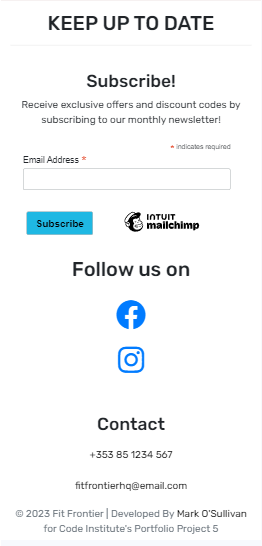 KEEP UP TO DATE
Subscribe!
Receive exclusive offers and discount codes by
subscribing to our monthly newsletter!
* indicates required
Email Address *
Subscribe
INTUIT
mailchimp
Follow us on
Contact
+353 85 1234 567
fitfrontierhq@email.com
© 2023 Fit Frontier | Developed By Mark O'Sullivan
for Code Institute's Portfolio Project 5